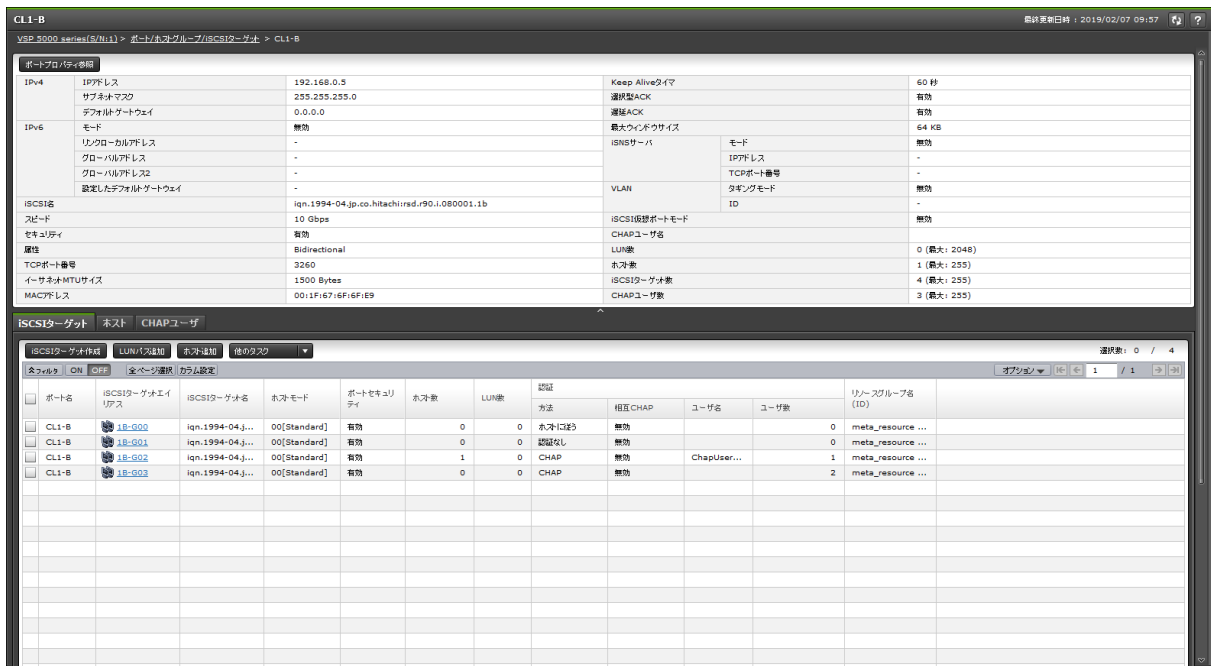 CL1-B 最終更新日時 : 2019/02/07 09:57 ?
VSP 5000 series(S/N:1) > ポート/ホストグループ/iSCSIターゲット > CL1-B
ポートプロパティ参照
IPv4 IPアドレス 192.168.0.5 Keep Aliveタイマ 60 秒
サブネットマスク 255.255.255.0 選択型ACK 有効
デフォルトゲートウェイ 0.0.0.0 遅延ACK 有効
IPv6 モード 無効 最大ウィンドウサイズ 64 KB
リンクローカルアドレス - iSNSサーバ モード 無効
グローバルアドレス - IPアドレス -
グローバルアドレス2 - TCPポート番号 -
設定したデフォルトゲートウェイ - VLAN タギングモード 無効
iSCSI名 iqn.1994-04.jp.co.hitachi:rsd.r90.i.080001.1b ID -
スピード 10 Gbps iSCSI仮想ポートモード 無効
セキュリティ 有効 CHAPユーザ名
属性 Bidirectional LUN数 0 (最大: 2048)
TCPポート番号 3260 ホスト数 1 (最大: 255)
イーサネットMTUサイズ 1500 Bytes iSCSIターゲット数 4 (最大: 255)
MACアドレス 00:1F:67:6F:6F:E9 CHAPユーザ数 3 (最大: 255)
iSCSIターゲット ホスト CHAPユーザ
iSCSIターゲット作成 LUNパス追加 ホスト追加 他のタスク 選択数: 0 / 4
フィルタ ON OFF 全ページ選択 カラム設定 オプション 1 / 1
ポート名 iSCSIターゲットエイリアス iSCSIターゲット名 ホストモード ポートセキュリティ ホスト数 LUN数 認証 リソースグループ名 (ID)
方法 相互CHAP ユーザ名 ユーザ数
CL1-B 1B-G00 iqn.1994-04.j... 00[Standard] 有効 0 0 ホストに従う 無効 0 meta_resource ...
CL1-B 1B-G01 iqn.1994-04.j... 00[Standard] 有効 0 0 認証なし 無効 0 meta_resource ...
CL1-B 1B-G02 iqn.1994-04.j... 00[Standard] 有効 1 0 CHAP 無効 ChapUser... 1 meta_resource ...
CL1-B 1B-G03 iqn.1994-04.j... 00[Standard] 有効 0 0 CHAP 無効 2 meta_resource ...